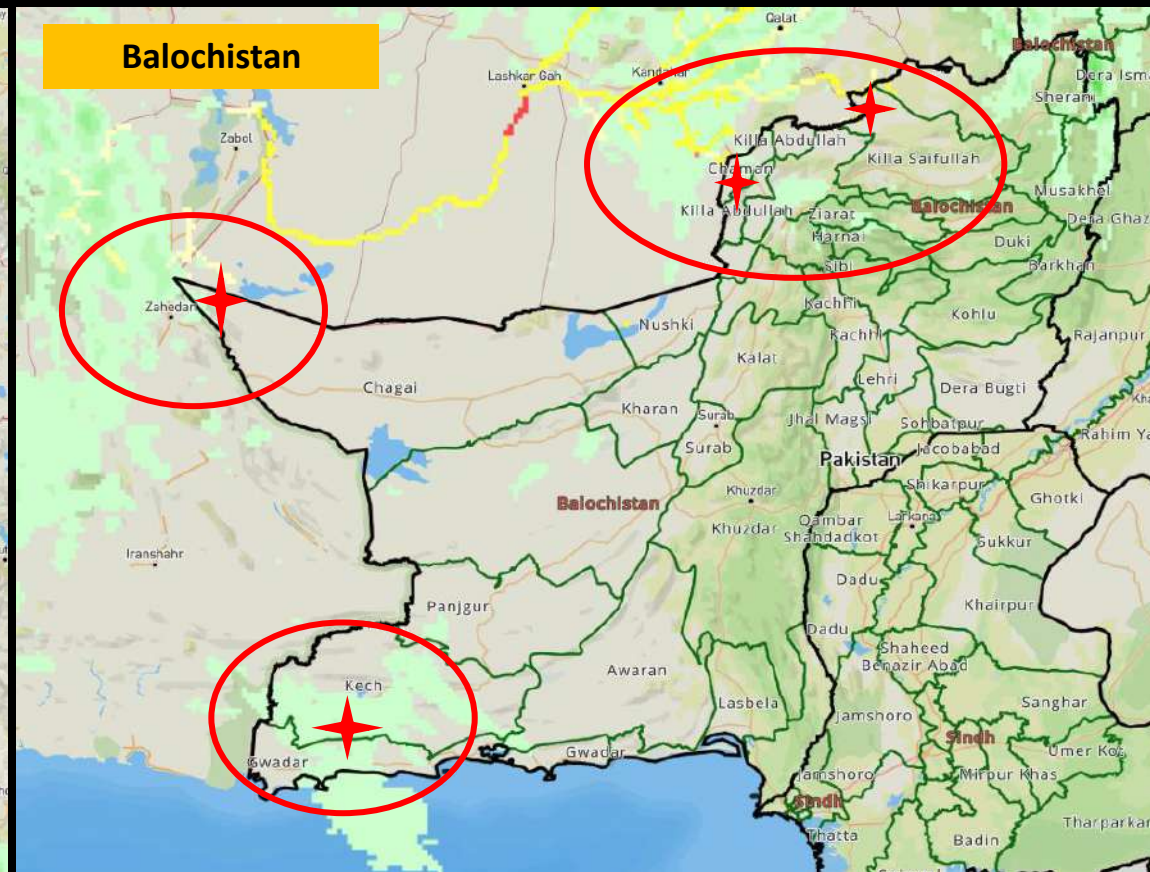 Balochistan
Qalat
Balochistan
Lashkar Gah
Kandahar
Dera Isma
Sherani
Zabol
Killa Abdullah
Killa Saifullah
Chaman
Musakhel
Killa Abdullah
Ziarat
Balochistan
Dera Ghaz
Harnai
Duki
Sibi
Barkhan
Zahedan
Kachhi
Nushki
Kohlu
Kachhi
Rajanpur
Kalat
Chagai
Lehri
Dera Bugti
Kharan
Surab
Jhal Magsi
Sohbatpur
Surab
Jacobabad
Rahim Ya
Pakistan
Shikarpur
Khuzdar
Ghotki
Balochistan
Larkana
Khuzdar
Qambar
Shahdadkot
Sukkur
Iranshahr
Dadu
Panjgur
Khairpur
Dadu
Shaheed
Benazir Abad
Awaran
Kech
Lasbela
Sanghar
Jamshoro
Sindh
Gwadar
Gwadar
Umer Kot
Jamshoro
Mirpur Khas
Sindh
Tharparkar
Thatta
Badin